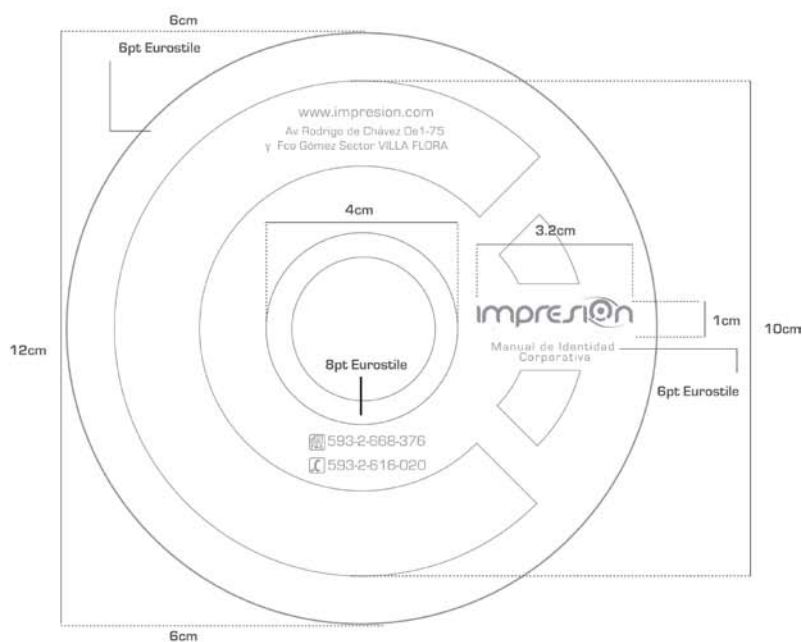 6cm
6pt Eurostile
www.impresion.com
Av Rodrigo de Chávez Oe1-75
y Fco Gómez Sector VILLA FLORA
4cm
3.2cm
impresion
1cm
10cm
12cm
Manual de Identidad
Corporativa
8pt Eurostile
6pt Eurostile
593-2-668-376
593-2-616-020
6cm